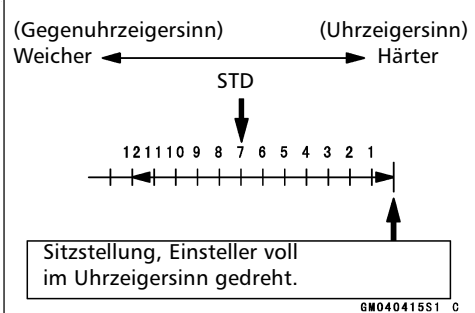 (Gegenuhrzeigersinn) (Uhrzeigersinn)
Weicher Härter
STD
12 11 10 9 8 7 6 5 4 3 2 1
Sitzstellung, Einsteller voll
im Uhrzeigersinn gedreht.
GM040415S1 C